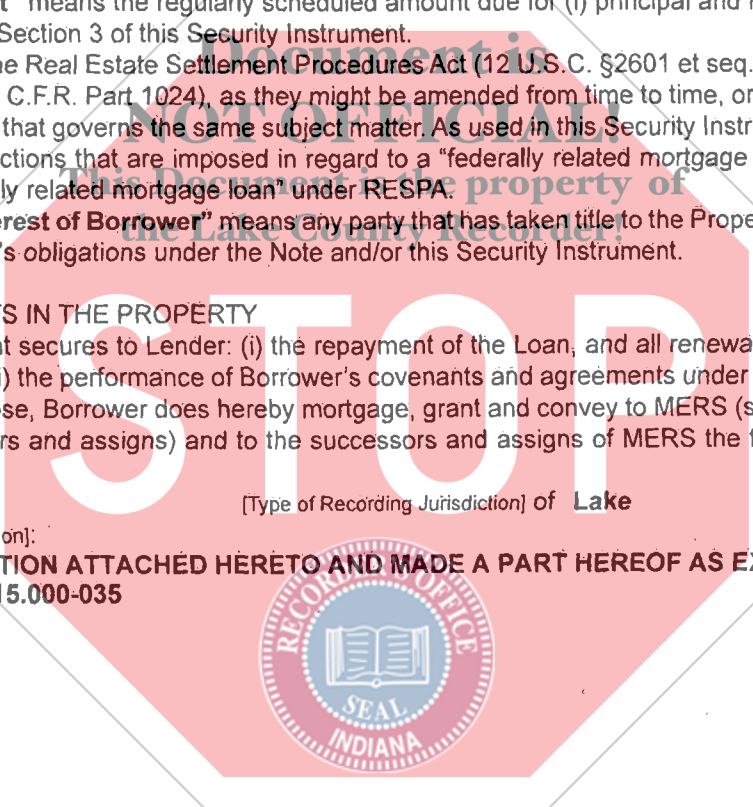 t" means the regularly scheduled amount due for (i) principal and
Section 3 of this Security Instrument.
Document is
he Real Estate Settlement Procedures Act (12 U.S.C. §2601 et seq.
C.F.R. Part 1024), as they might be amended from time to time, or
NOT OFFICIAL!
that governs the same subject matter. As used in this Security Instr
ctions that are imposed in regard to a "federally related mortgage
This Document is the property of
ly related mortgage loan" under RESPA.
erest of Borrower" means any party that has taken title to the Prope
the Lake County Recorder!
's obligations under the Note and/or this Security Instrument.
S IN THE PROPERTY
STOP
t secures to Lender: (i) the repayment of the Loan, and all renewa
i) the performance of Borrower's covenants and agreements under
se, Borrower does hereby mortgage, grant and convey to MERS (s
rs and assigns) and to the successors and assigns of MERS the f
[Type of Recording Jurisdiction] of Lake
on]:
TION ATTACHED HERETO AND MADE A PART HEREOF AS EX
15.000-035
RECORDING OFFICE
SEAL
INDIANA